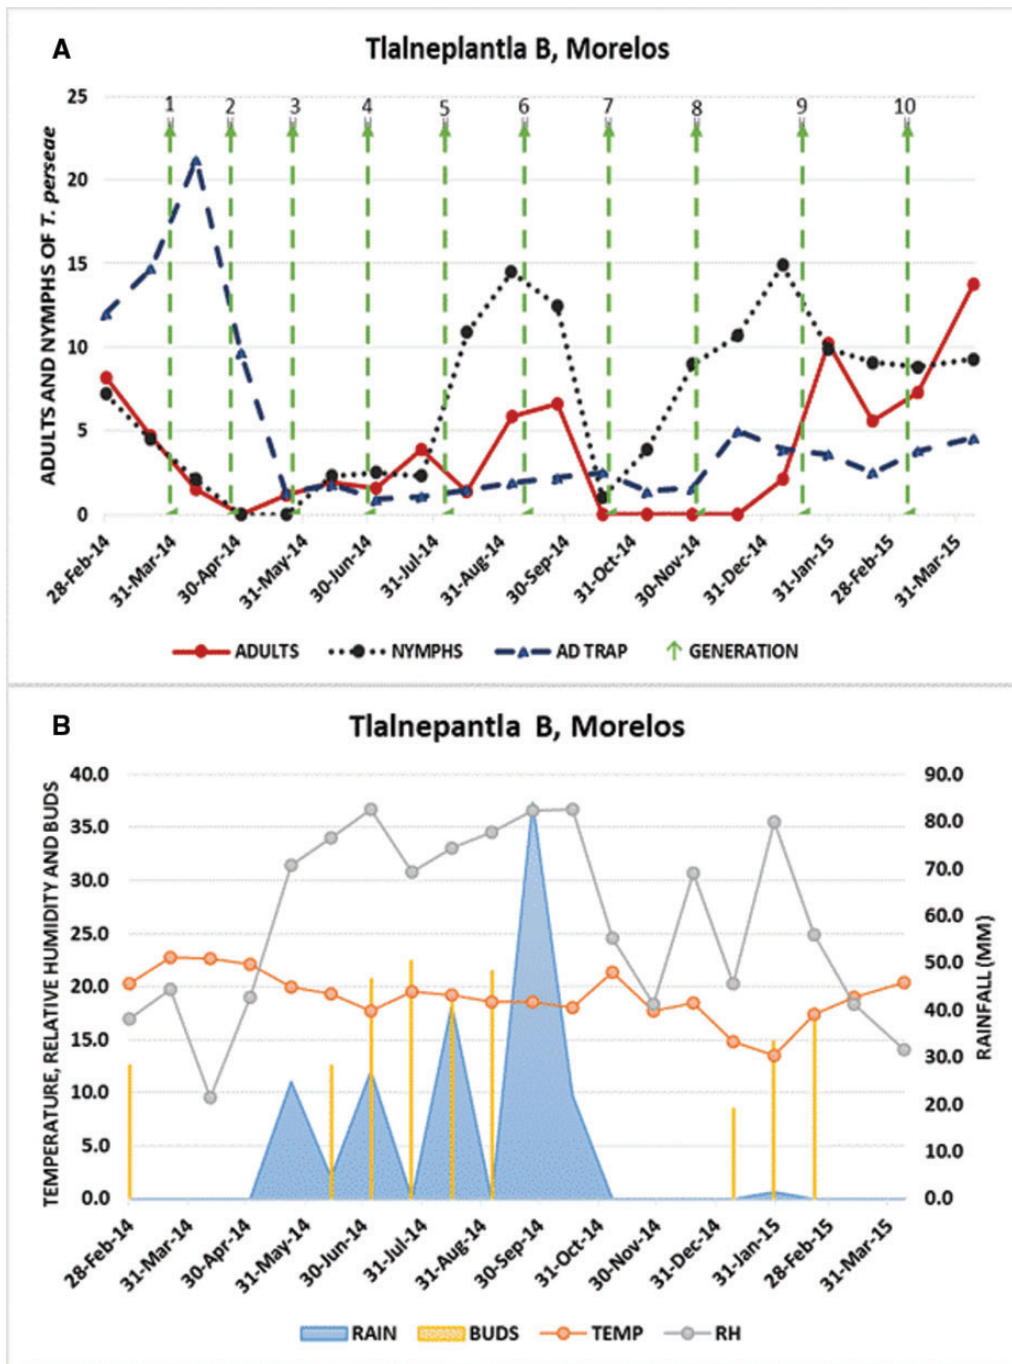 A
Tlalneplantla B, Morelos
ADULTS AND NYMPHS OF T. perseae
25
20
15
10
5
0
1 2 3 4 5 6 7 8 9 10
28-Feb-14 31-Mar-14 30-Apr-14 31-May-14 30-Jun-14 31-Jul-14 31-Aug-14 30-Sep-14 31-Oct-14 30-Nov-14 31-Dec-14 31-Jan-15 28-Feb-15 31-Mar-15
ADULTS NYMPHS AD TRAP GENERATION
B
Tlalnepantla B, Morelos
TEMPERATURE, RELATIVE HUMIDITY AND BUDS
40.0
35.0
30.0
25.0
20.0
15.0
10.0
5.0
0.0
90.0
80.0
70.0
60.0
50.0
40.0
30.0
20.0
10.0
0.0
RAINFALL (MM)
28-Feb-14 31-Mar-14 30-Apr-14 31-May-14 30-Jun-14 31-Jul-14 31-Aug-14 30-Sep-14 31-Oct-14 30-Nov-14 31-Dec-14 31-Jan-15 28-Feb-15 31-Mar-15
RAIN BUDS TEMP RH